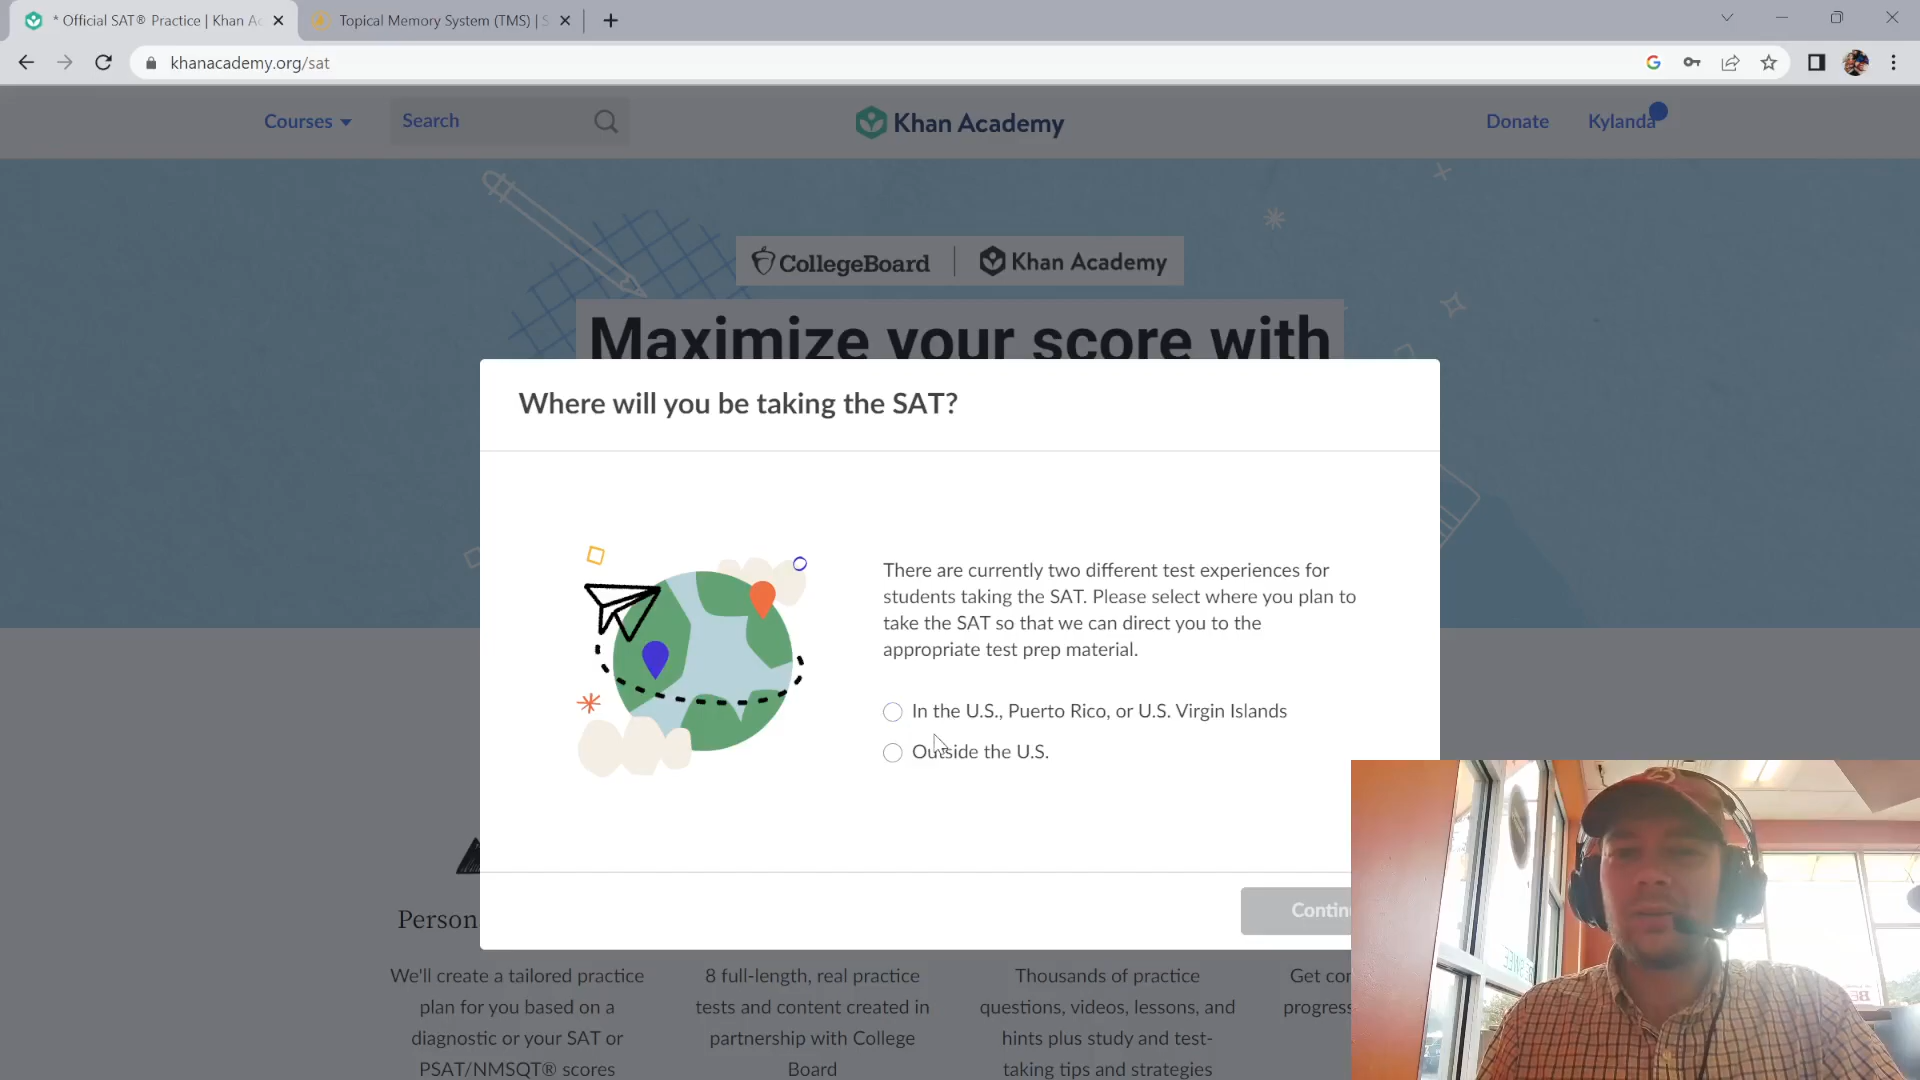 * Official SAT® Practice | Khan Ac
Topical Memory System (TMS) | S
khanacademy.org/sat
Courses
Search
Khan Academy
Donate
Kylanda
CollegeBoard | Khan Academy
Maximize your score with
Where will you be taking the SAT?
There are currently two different test experiences for
students taking the SAT. Please select where you plan to
take the SAT so that we can direct you to the
appropriate test prep material.
In the U.S., Puerto Rico, or U.S. Virgin Islands
Outside the U.S.
Contin
Person
We'll create a tailored practice
plan for you based on a
diagnostic or your SAT or
PSAT/NMSQT® scores
8 full-length, real practice
tests and content created in
partnership with College
Board
Thousands of practice
questions, videos, lessons, and
hints plus study and test-
taking tips and strategies
Get cor
progress